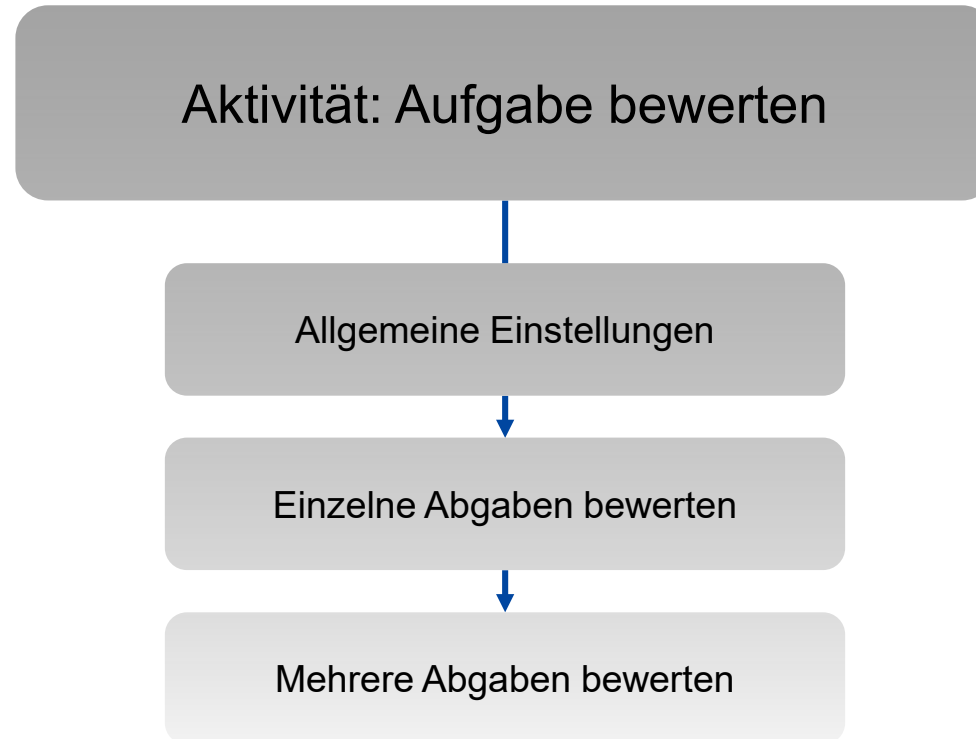 Aktivität: Aufgabe bewerten
Allgemeine Einstellungen
Einzelne Abgaben bewerten
Mehrere Abgaben bewerten